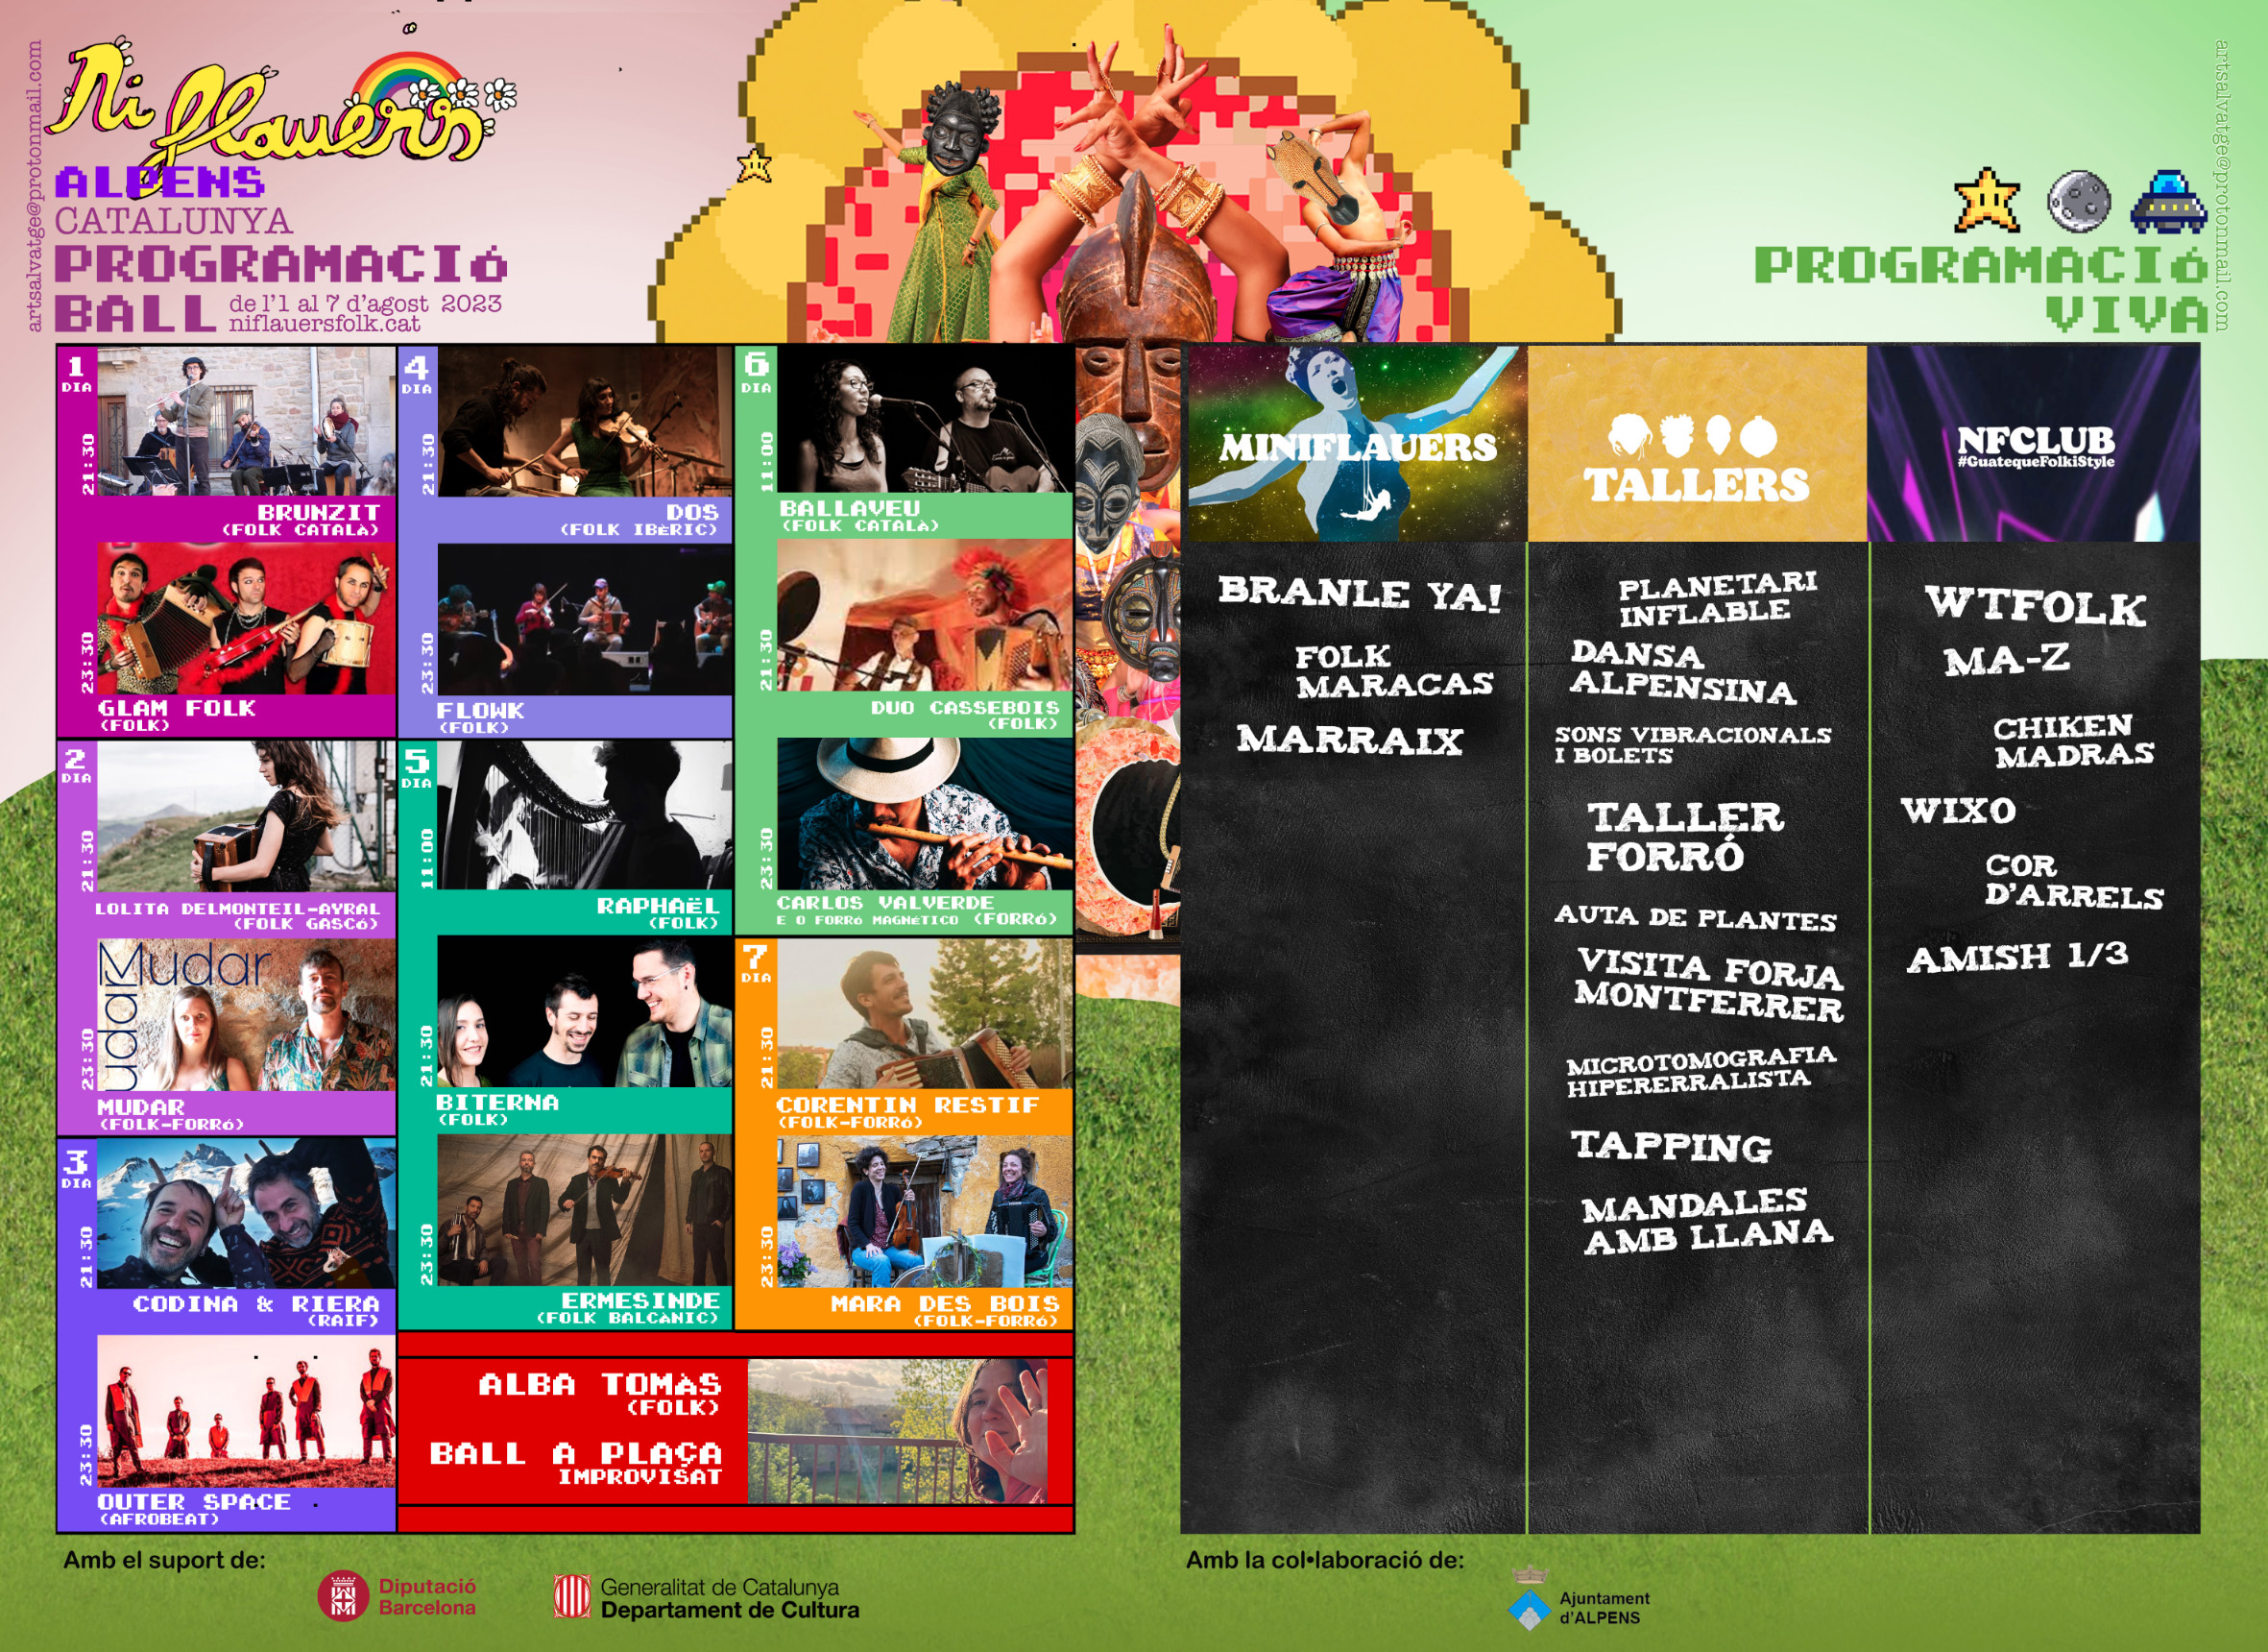 artsalvatge@protonmail.com
Ni flauers
ALPENS
CATALUNYA
PROGRAMACIó
BALL
de l'1 al 7 d'agost 2023
niflauersfolk.cat
1
DIA
21:30
BRUNZIT
(FOLK CATALà)
23:30
GLAM FOLK
(FOLK)
2
DIA
21:30
LOLITA DELMONTEIL-AYRAL
(FOLK GASCó)
Mudar
udar
23:30
MUDAR
(FOLK-FORRó)
3
DIA
21:30
CODINA & RIERA
(RAIF)
23:30
OUTER SPACE
(AFROBEAT)
4
DIA
21:30
DOS
(FOLK IBèRIC)
23:30
FLOWK
(FOLK)
5
DIA
11:00
RAPHAËL
(FOLK)
21:30
BITERNA
(FOLK)
23:30
ERMESINDE
(FOLK BALCàNIC)
6
DIA
11:00
BALLAVEU
(FOLK CATALà)
21:30
DUO CASSEBOIS
(FOLK)
23:30
CARLOS VALVERDE
E O FORRó MAGNéTICO (FORRó)
7
DIA
21:30
CORENTIN RESTIF
(FOLK-FORRó)
23:30
MARA DES BOIS
(FOLK-FORRó)
ALBA TOMàS
(FOLK)
BALL A PLAÇA
IMPROVISAT
Amb el suport de:
Diputació
Barcelona
Generalitat de Catalunya
Departament de Cultura
artsalvatge@protonmail.com
PROGRAMACIó
VIVA
MINIFLAUERS
BRANLE YA!
FOLK
MARACAS
MARRAIX
TALLERS
PLANETARI
INFLABLE
DANSA
ALPENSINA
SONS VIBRACIONALS
I BOLETS
TALLER
FORRÓ
AUTA DE PLANTES
VISITA FORJA
MONTFERRER
MICROTOMOGRAFIA
HIPERERRALISTA
TAPPING
MANDALES
AMB LLANA
NFCLUB
#GuatequeFolkiStyle
WTFOLK
MA-Z
CHIKEN
MADRAS
WIXO
COR
D'ARRELS
AMISH 1/3
Amb la col•laboració de:
Ajuntament
d'ALPENS